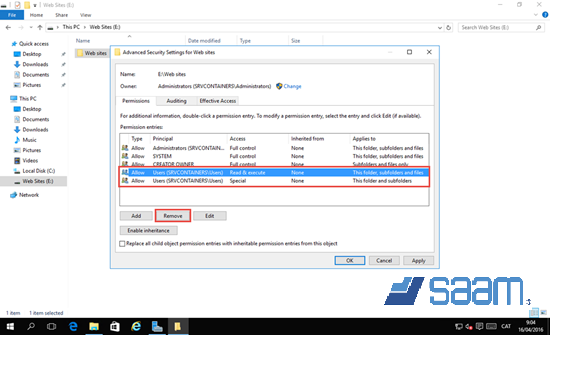 Web Sites (E:)
File Home Share View
This PC > Web Sites (E:)
Search Web Sites (E:)
Name Date modified Type Size
Quick access
Desktop
Downloads
Documents
Pictures
This PC
Desktop
Documents
Downloads
Music
Pictures
Videos
Local Disk (C:)
Web Sites (E:)
Network
Web sites
Advanced Security Settings for Web sites
Name: E:\Web sites
Owner: Administrators (SRVCONTAINERS\Administrators) Change
Permissions Auditing Effective Access
For additional information, double-click a permission entry. To modify a permission entry, select the entry and click Edit (if available).
Permission entries:
Type Principal Access Inherited from Applies to
Allow Administrators (SRVCONTAINE... Full control None This folder, subfolders and files
Allow SYSTEM Full control None This folder, subfolders and files
Allow CREATOR OWNER Full control None Subfolders and files only
Allow Users (SRVCONTAINERS\Users) Read & execute None This folder, subfolders and files
Allow Users (SRVCONTAINERS\Users) Special None This folder and subfolders
Add Remove Edit
Enable inheritance
Replace all child object permission entries with inheritable permission entries from this object
OK Cancel Apply
saam
1 item 1 item selected
CAT
9:04
16/04/2016